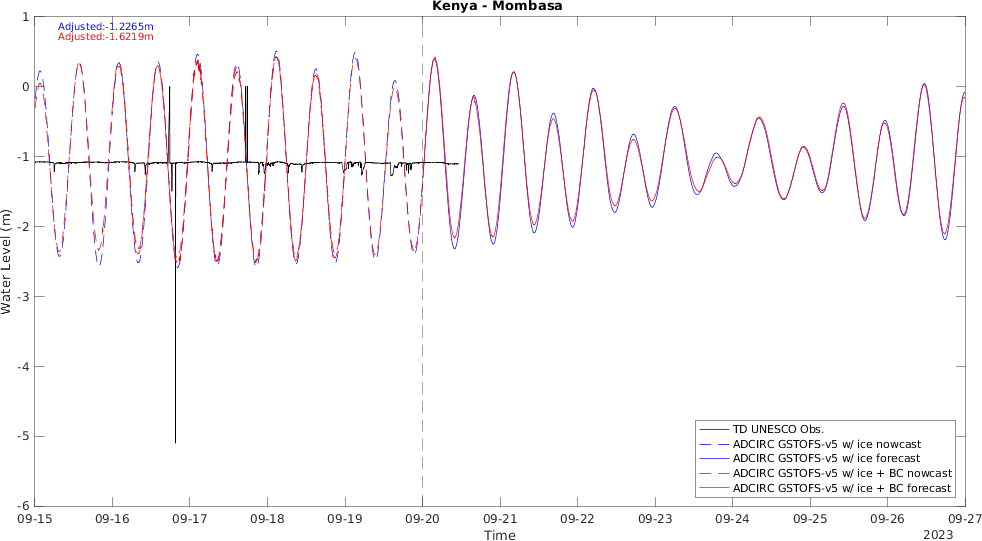 Kenya - Mombasa
Adjusted:-1.2265m
Adjusted:-1.6219m
1
0
-1
-2
-3
-4
-5
-6
Water Level (m)
TD UNESCO Obs.
ADCIRC GSTOFS-v5 w/ ice nowcast
ADCIRC GSTOFS-v5 w/ ice forecast
ADCIRC GSTOFS-v5 w/ ice + BC nowcast
ADCIRC GSTOFS-v5 w/ ice + BC forecast
09-15 09-16 09-17 09-18 09-19 09-20 09-21 09-22 09-23 09-24 09-25 09-26 09-27
Time
2023